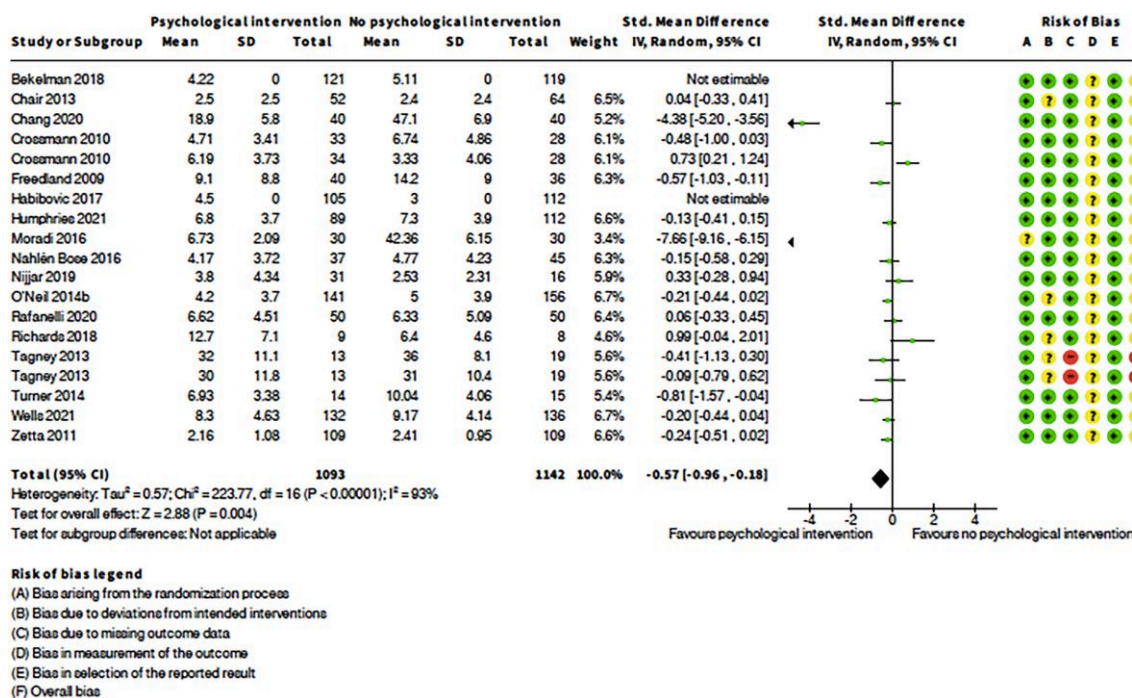 Psychological intervention No psychological intervention Std. Mean Difference Std. Mean Difference Risk of Bias
Study or Subgroup Mean SD Total Mean SD Total Weight IV, Random, 95% CI IV, Random, 95% CI A B C D E
Bekelman 2018 4.22 0 121 5.11 0 119 Not estimable + + + ? +
Chair 2013 2.5 2.5 52 2.4 2.4 64 6.5% 0.04 [-0.33 , 0.41] + ? + ? +
Chang 2020 18.9 5.8 40 47.1 6.9 40 5.2% -4.38 [-5.20 , -3.56] + + + ? +
Crossmann 2010 4.71 3.41 33 6.74 4.86 28 6.1% -0.48 [-1.00 , 0.03] + + + ? +
Crossmann 2010 6.19 3.73 34 3.33 4.06 28 6.1% 0.73 [0.21 , 1.24] + + + ? +
Freedland 2009 9.1 8.8 40 14.2 9 36 6.3% -0.57 [-1.03 , -0.11] + + + ? +
Habibovic 2017 4.5 0 105 3 0 112 Not estimable + + + ? +
Humphries 2021 6.8 3.7 89 7.3 3.9 112 6.6% -0.13 [-0.41 , 0.15] + + + ? +
Moradi 2016 6.73 2.09 30 42.36 6.15 30 3.4% -7.66 [-9.16 , -6.15] ? + + ? +
Nahlén Bose 2016 4.17 3.72 37 4.77 4.23 45 6.4% -0.15 [-0.58 , 0.29] + + + ? +
Nijjar 2019 3.8 4.34 31 2.53 2.31 16 5.9% 0.33 [-0.28 , 0.94] + + + ? +
O'Neil 2014b 4.2 3.7 141 5 3.9 156 6.7% -0.21 [-0.44 , 0.02] + ? + ? +
Rafanelli 2020 6.62 4.51 50 6.33 5.09 50 6.4% 0.06 [-0.33 , 0.45] + + + ? +
Richards 2018 12.7 7.1 9 6.4 4.6 8 4.6% 0.99 [-0.04 , 2.01] + ? + ? +
Tagney 2013 32 11.1 13 36 8.1 19 5.6% -0.41 [-1.13 , 0.30] + ? − ? +
Tagney 2013 30 11.8 13 31 10.4 19 5.6% -0.09 [-0.79 , 0.62] + ? − ? +
Turner 2014 6.93 3.38 14 10.04 4.06 15 5.4% -0.81 [-1.57 , -0.04] + + + ? +
Wells 2021 8.3 4.63 132 9.17 4.14 136 6.6% -0.20 [-0.44 , 0.04] + + + ? +
Zetta 2011 2.16 1.08 109 2.41 0.95 109 6.6% -0.24 [-0.51 , 0.02] + + + ? +
Total (95% CI) 1093 1142 100.0% -0.57 [-0.96 , -0.18]
Heterogeneity: Tau² = 0.57; Chi² = 223.77, df = 16 (P < 0.00001); I² = 93%
Test for overall effect: Z = 2.88 (P = 0.004) -4 -2 0 2 4
Test for subgroup differences: Not applicable Favours psychological intervention Favours no psychological intervention
Risk of bias legend
(A) Bias arising from the randomization process
(B) Bias due to deviations from intended interventions
(C) Bias due to missing outcome data
(D) Bias in measurement of the outcome
(E) Bias in selection of the reported result
(F) Overall bias